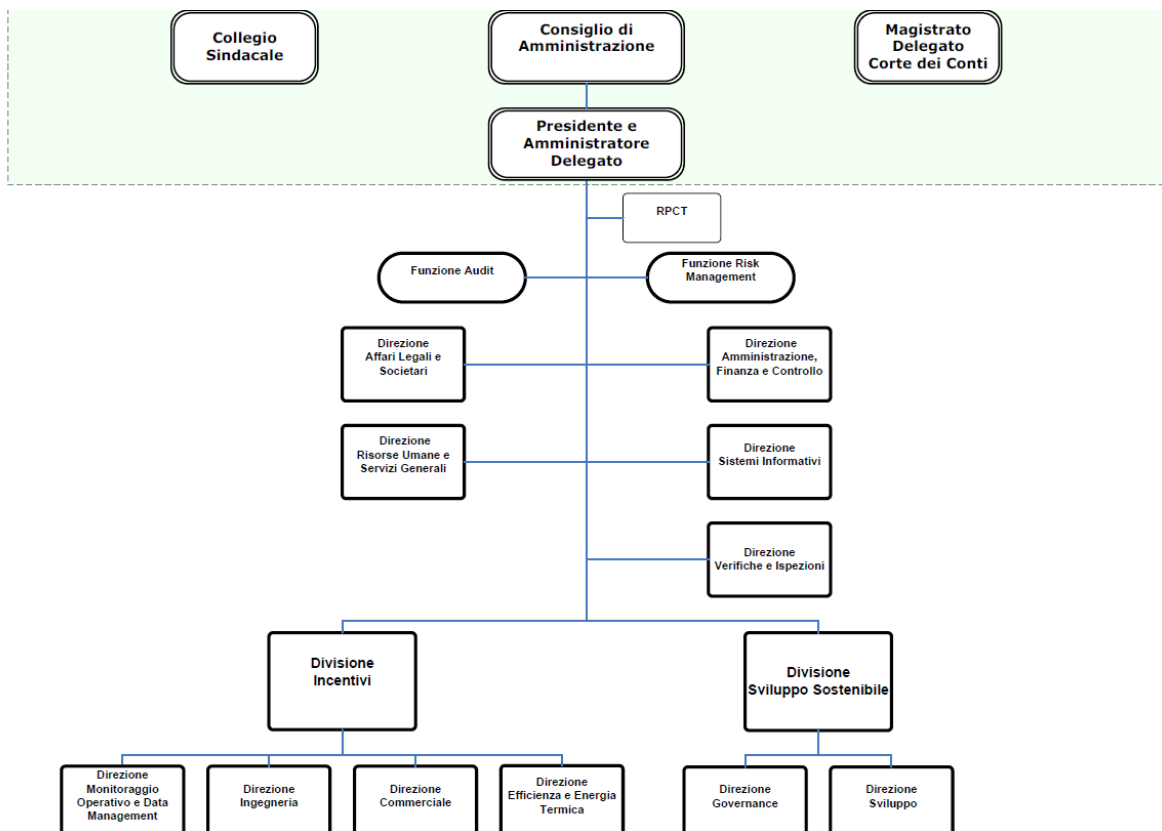 Collegio
Sindacale
Consiglio di
Amministrazione
Magistrato
Delegato
Corte dei Conti
Presidente e
Amministratore
Delegato
RPCT
Funzione Audit
Funzione Risk
Management
Direzione
Affari Legali e
Societari
Direzione
Amministrazione,
Finanza e Controllo
Direzione
Risorse Umane e
Servizi Generali
Direzione
Sistemi Informativi
Direzione
Verifiche e Ispezioni
Divisione
Incentivi
Divisione
Sviluppo Sostenibile
Direzione
Monitoraggio
Operativo e Data
Management
Direzione
Ingegneria
Direzione
Commerciale
Direzione
Efficienza e Energia
Termica
Direzione
Governance
Direzione
Sviluppo